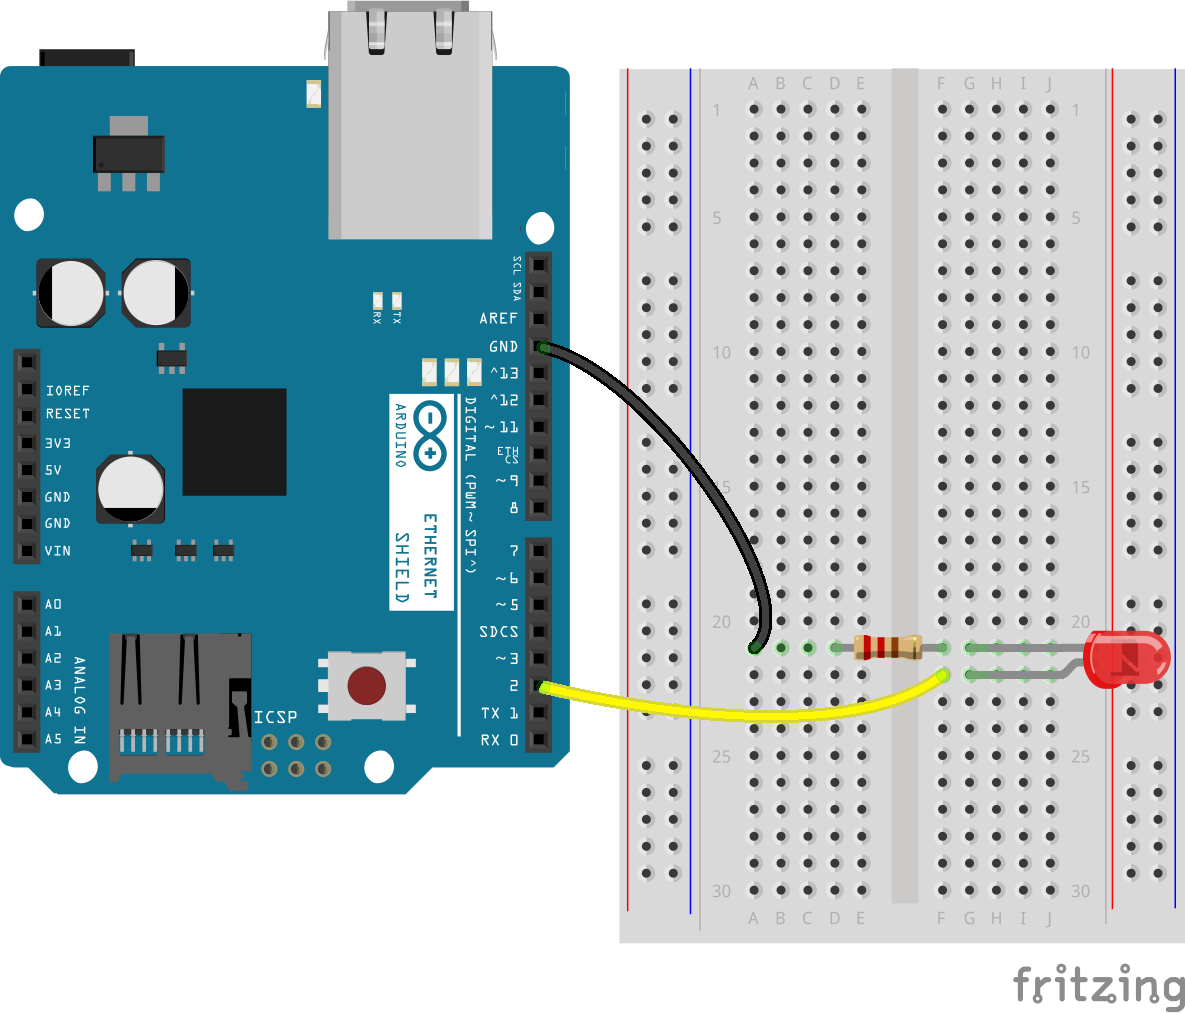 SCL
SDA
AREF
GND
^13
^12
~11
ETH
CS
~9
8
7
~6
~5
SDCS
~3
2
TX 1
RX 0
RX
TX
IOREF
RESET
3V3
5V
GND
GND
VIN
A0
A1
A2
A3
A4
A5
ANALOG IN
ICSP
ARDUINO
ETHERNET
SHIELD
DIGITAL (PWM~ SPI^)
A B C D E F G H I J
1 1
5 5
10 10
15 15
20 20
25 25
30 30
A B C D E F G H I J
fritzing